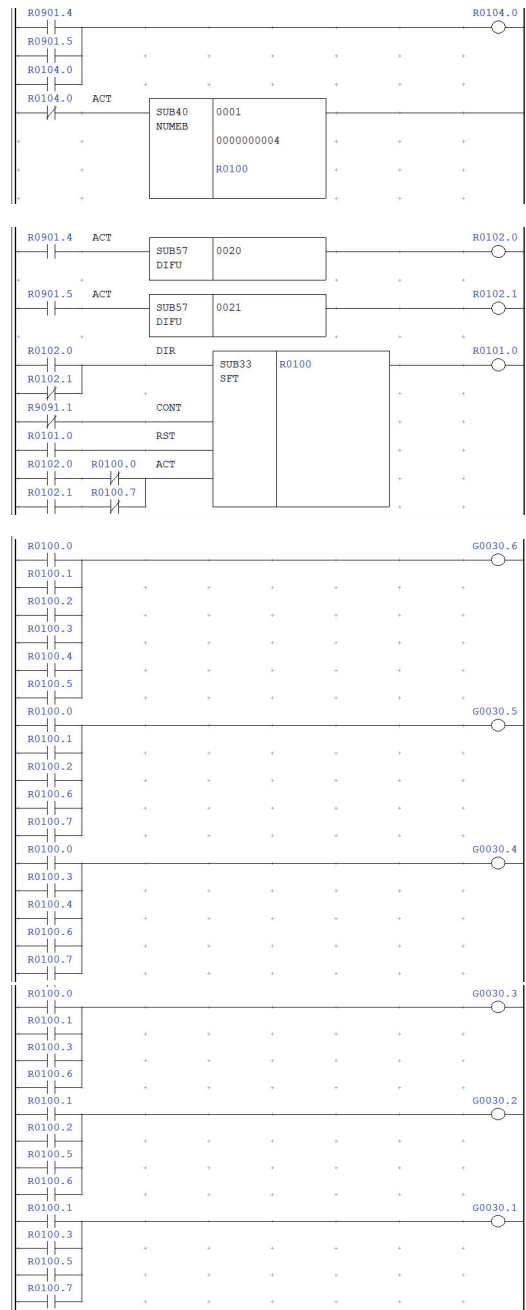 R0901.4 R0104.0
R0901.5
R0104.0
R0104.0 ACT
SUB40 0001
NUMEB
0000000004
R0100
R0901.4 ACT R0102.0
SUB57 0020
DIFU
R0901.5 ACT R0102.1
SUB57 0021
DIFU
R0102.0 DIR R0101.0
SUB33 R0100
SFT
R0102.1
R9091.1 CONT
R0101.0 RST
R0102.0 R0100.0 ACT
R0102.1 R0100.7
R0100.0 G0030.6
R0100.1
R0100.2
R0100.3
R0100.4
R0100.5
R0100.0 G0030.5
R0100.1
R0100.2
R0100.6
R0100.7
R0100.0 G0030.4
R0100.3
R0100.4
R0100.6
R0100.7
R0100.0 G0030.3
R0100.1
R0100.3
R0100.6
R0100.1 G0030.2
R0100.2
R0100.5
R0100.6
R0100.1 G0030.1
R0100.3
R0100.5
R0100.7